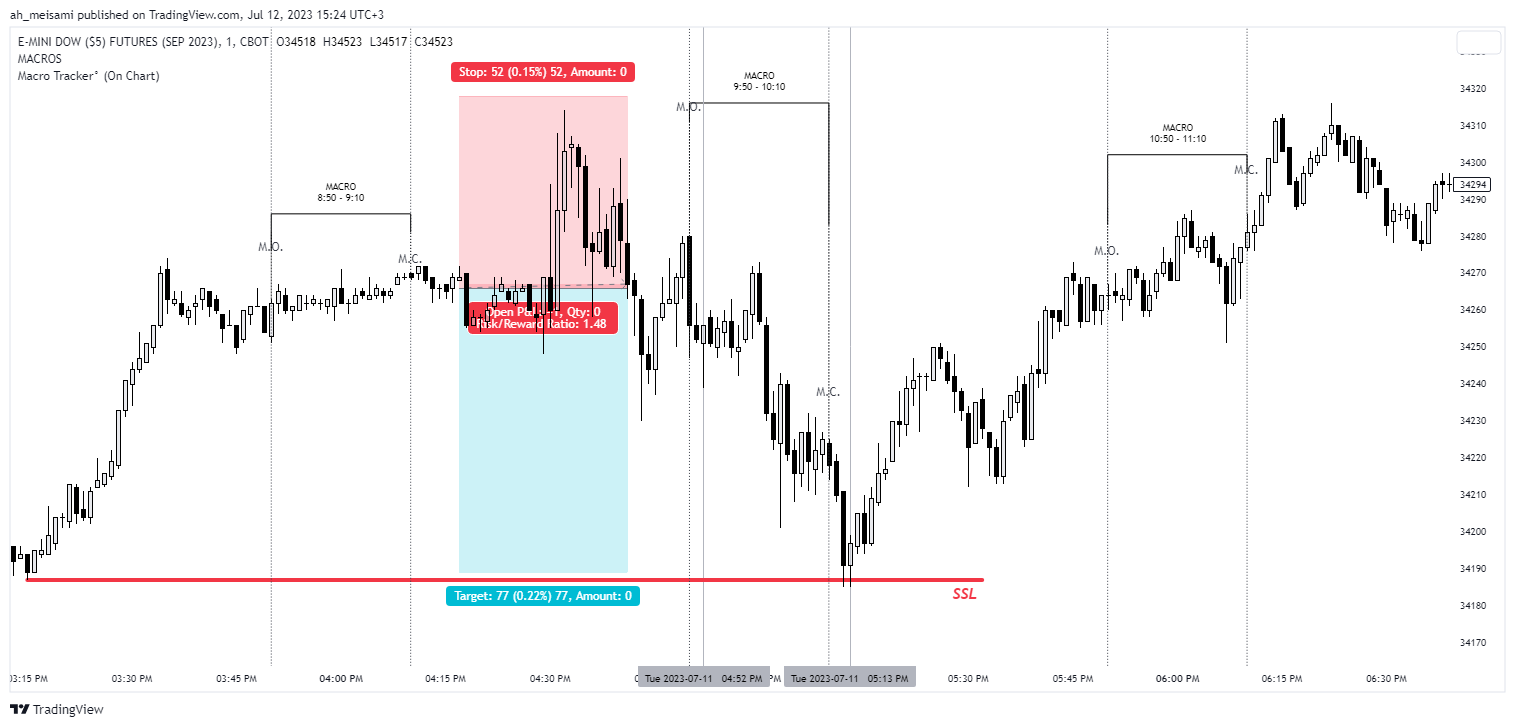 ah_meisami published on TradingView.com, Jul 12, 2023 15:24 UTC+3
E-MINI DOW ($5) FUTURES (SEP 2023), 1, CBOT O34518 H34523 L34517 C34523
MACROS
Macro Tracker° (On Chart)
Stop: 52 (0.15%) 52, Amount: 0
MACRO
9:50 - 10:10
M.O.
MACRO
10:50 - 11:10
M.C.
MACRO
8:50 - 9:10
M.O.
M.C.
M.O.
Qty: 0
Risk/Reward Ratio: 1.48
M.C.
Target: 77 (0.22%) 77, Amount: 0
SSL
34320
34310
34300
34294
34290
34280
34270
34260
34250
34240
34230
34220
34210
34200
34190
34180
34170
03:15 PM 03:30 PM 03:45 PM 04:00 PM 04:15 PM 04:30 PM Tue 2023-07-11 04:52 PM Tue 2023-07-11 05:13 PM 05:30 PM 05:45 PM 06:00 PM 06:15 PM 06:30 PM
TradingView